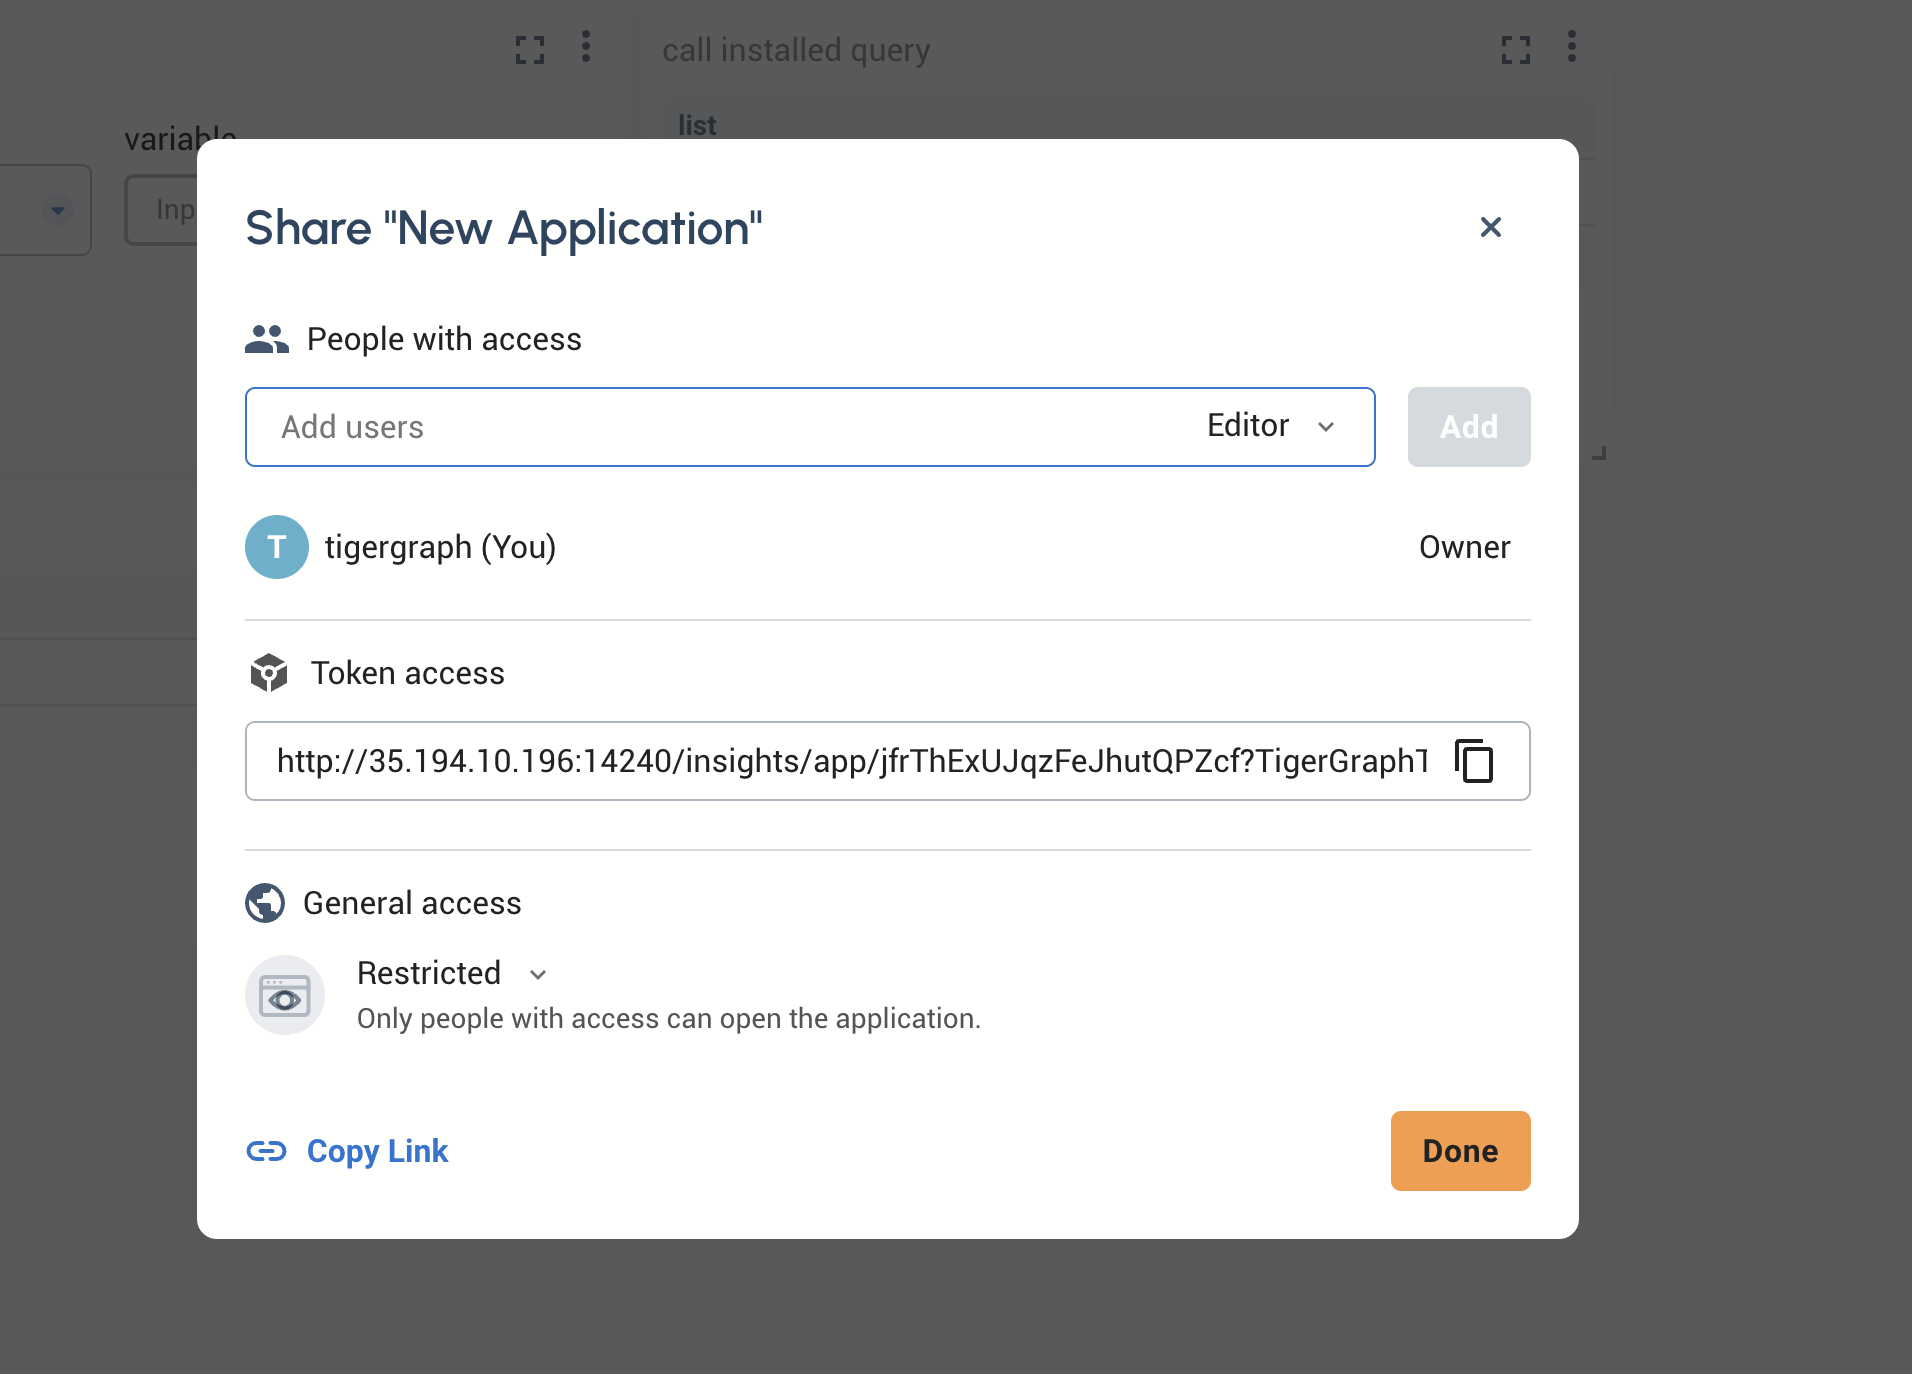 call installed query
list
variable
Inp
Share "New Application"
People with access
Add users
Editor
Add
T
tigergraph (You)
Owner
Token access
http://35.194.10.196:14240/insights/app/jfrThExUJqzFeJhutQPZcf?TigerGraphT
General access
Restricted
Only people with access can open the application.
Copy Link
Done